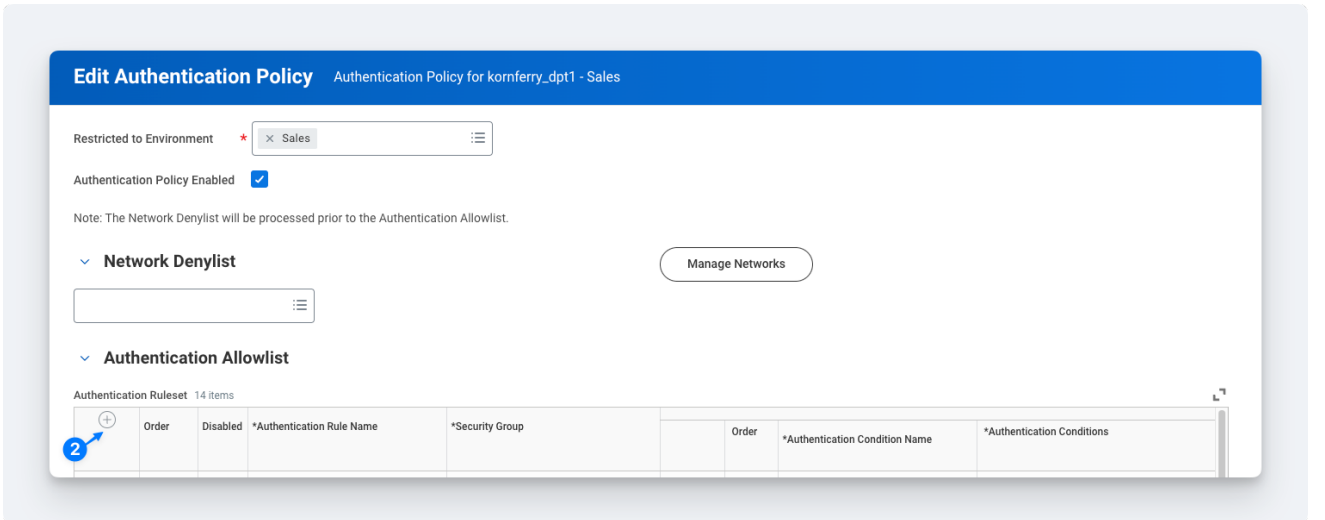 Edit Authentication Policy Authentication Policy for kornferry_dpt1 - Sales
Restricted to Environment * × Sales
Authentication Policy Enabled
Note: The Network Denylist will be processed prior to the Authentication Allowlist.
Network Denylist
Manage Networks
Authentication Allowlist
Authentication Ruleset 14 items
Order Disabled *Authentication Rule Name *Security Group Order *Authentication Condition Name *Authentication Conditions
2